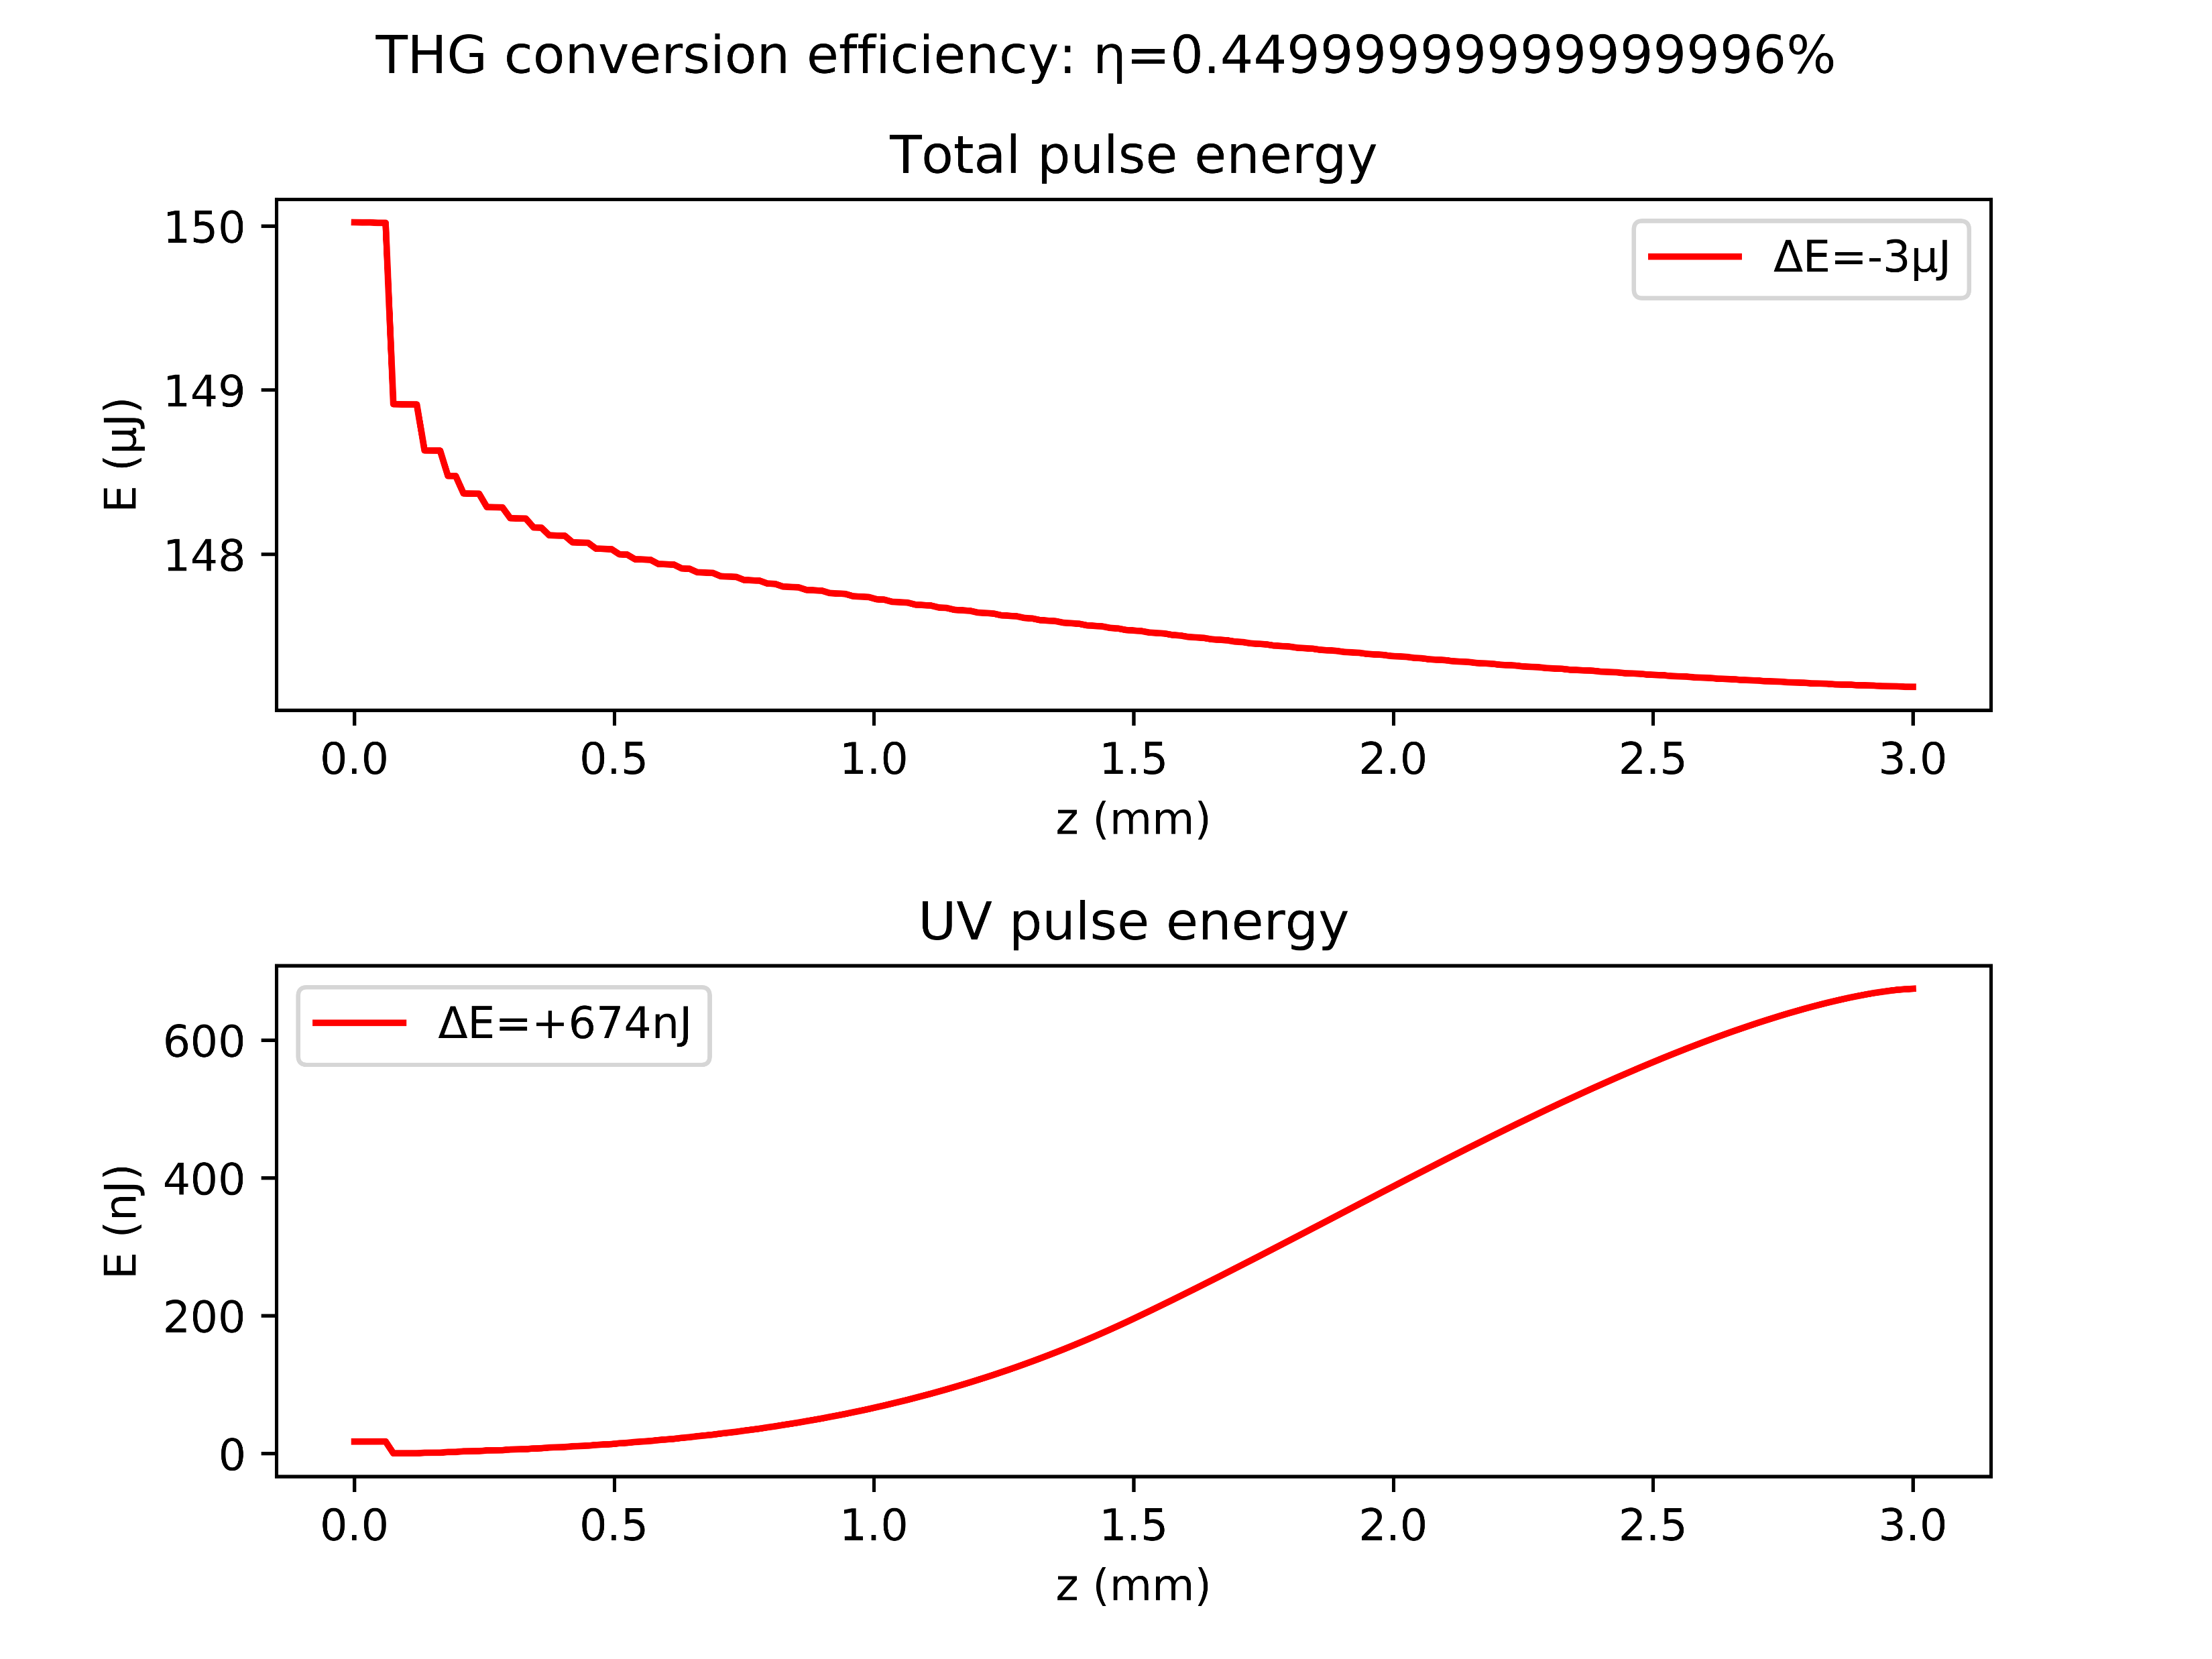 THG conversion efficiency: η=0.44999999999999996%
Total pulse energy
E (µJ)
150
149
148
ΔE=-3µJ
0.0 0.5 1.0 1.5 2.0 2.5 3.0
z (mm)
UV pulse energy
E (nJ)
600
400
200
0
ΔE=+674nJ
0.0 0.5 1.0 1.5 2.0 2.5 3.0
z (mm)